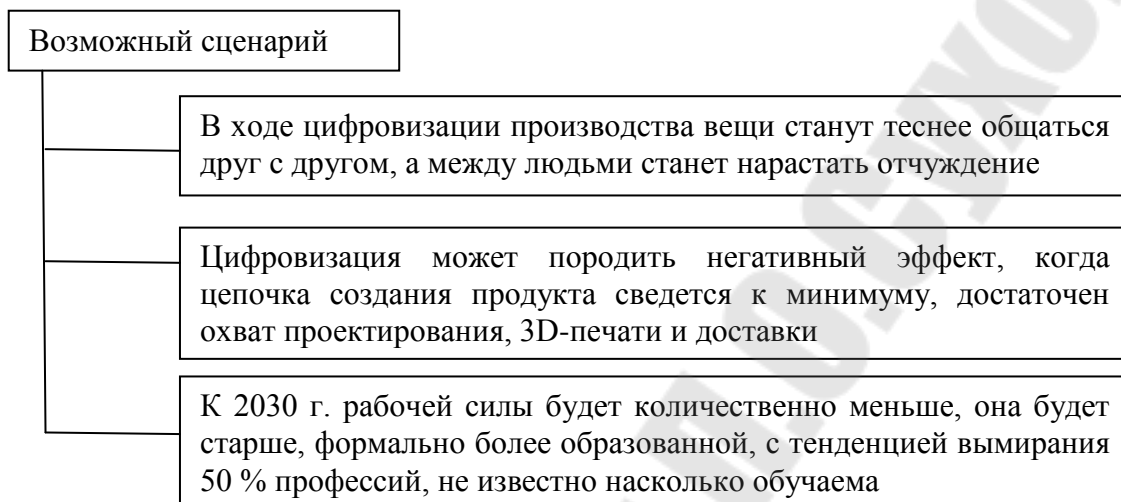 Возможный сценарий
В ходе цифровизации производства вещи станут теснее общаться
друг с другом, а между людьми станет нарастать отчуждение
Цифровизация может породить негативный эффект, когда
цепочка создания продукта сведется к минимуму, достаточен
охват проектирования, 3D-печати и доставки
К 2030 г. рабочей силы будет количественно меньше, она будет
старше, формально более образованной, с тенденцией вымирания
50 % профессий, не известно насколько обучаема